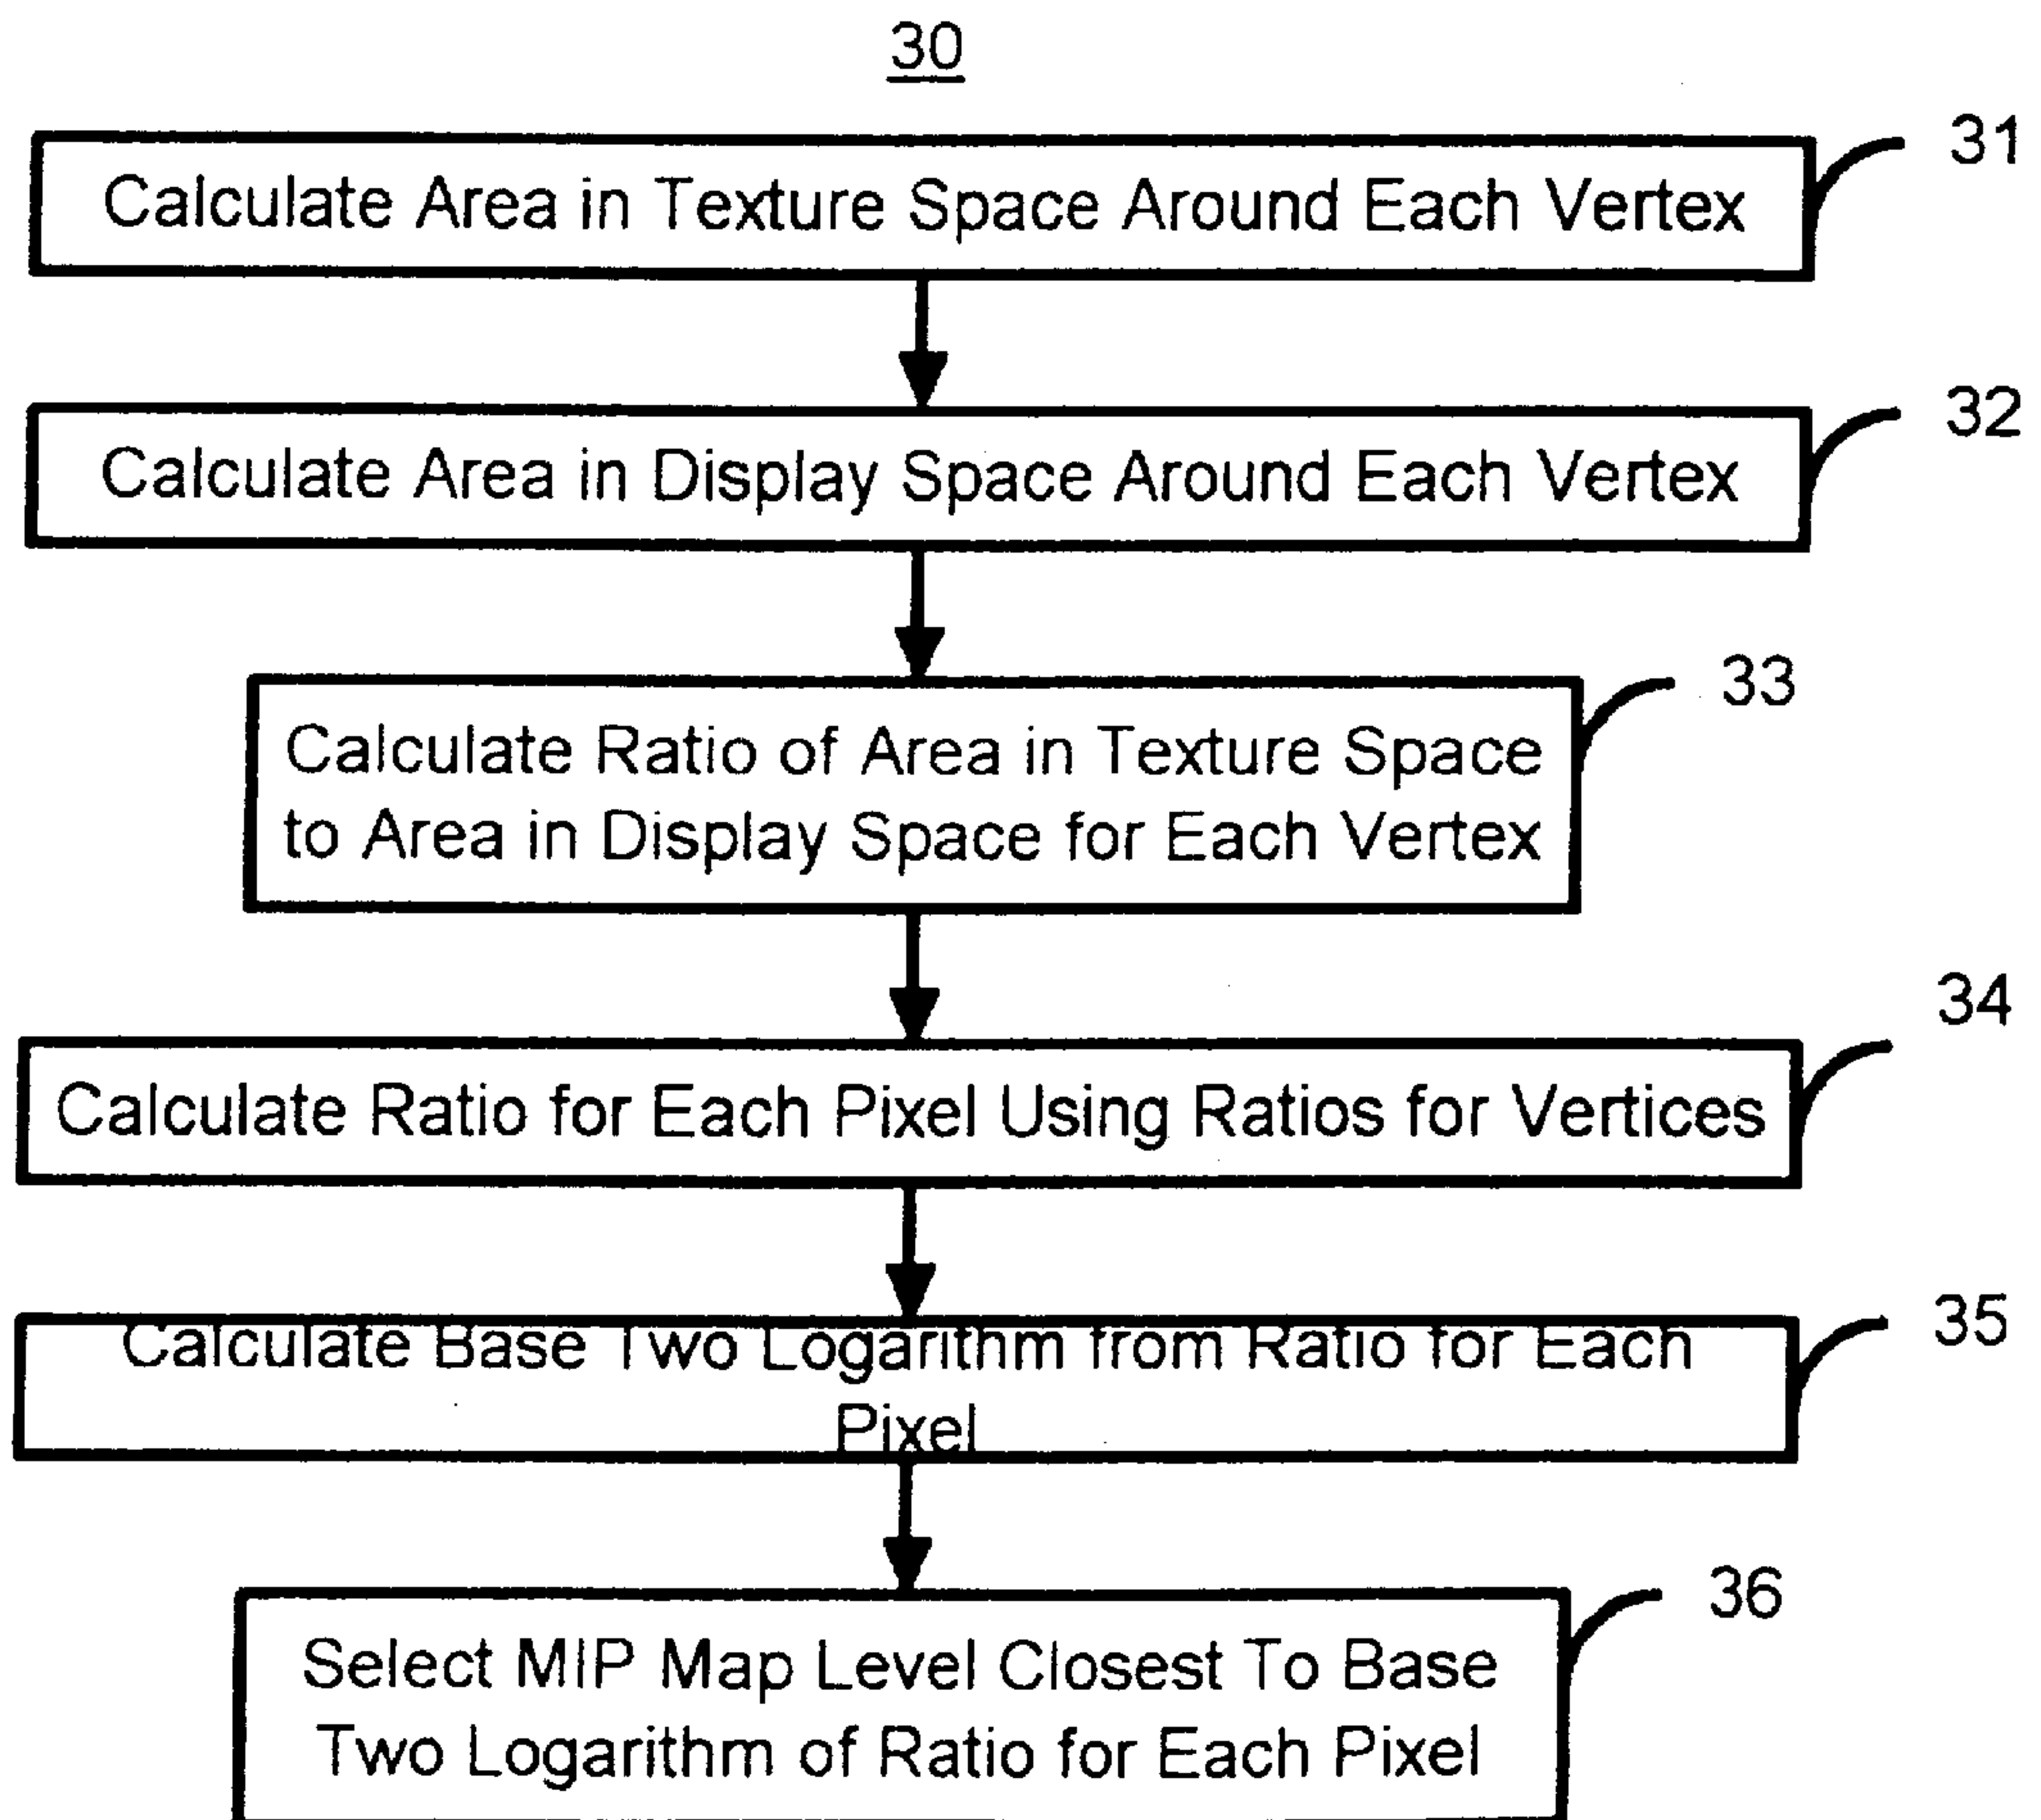 30
31
Calculate Area in Texture Space Around Each Vertex
32
Calculate Area in Display Space Around Each Vertex
33
Calculate Ratio of Area in Texture Space
to Area in Display Space for Each Vertex
34
Calculate Ratio for Each Pixel Using Ratios for Vertices
35
Calculate Base Two Logarithm from Ratio for Each
Pixel
36
Select MIP Map Level Closest To Base
Two Logarithm of Ratio for Each Pixel